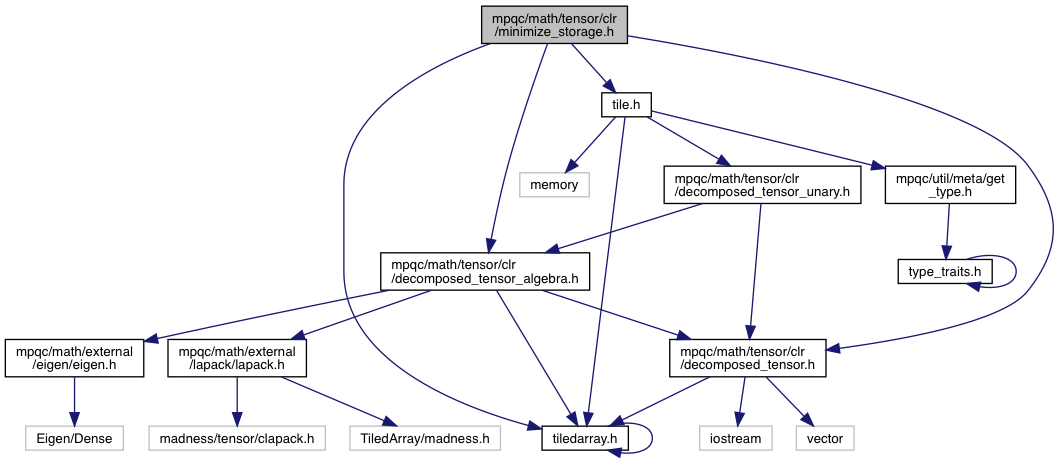 mpqc/math/tensor/clr
/minimize_storage.h
tile.h
memory
mpqc/math/tensor/clr
/decomposed_tensor_unary.h
mpqc/util/meta/get
_type.h
mpqc/math/tensor/clr
/decomposed_tensor_algebra.h
type_traits.h
mpqc/math/external
/eigen/eigen.h
mpqc/math/external
/lapack/lapack.h
mpqc/math/tensor/clr
/decomposed_tensor.h
Eigen/Dense
madness/tensor/clapack.h
TiledArray/madness.h
tiledarray.h
iostream
vector